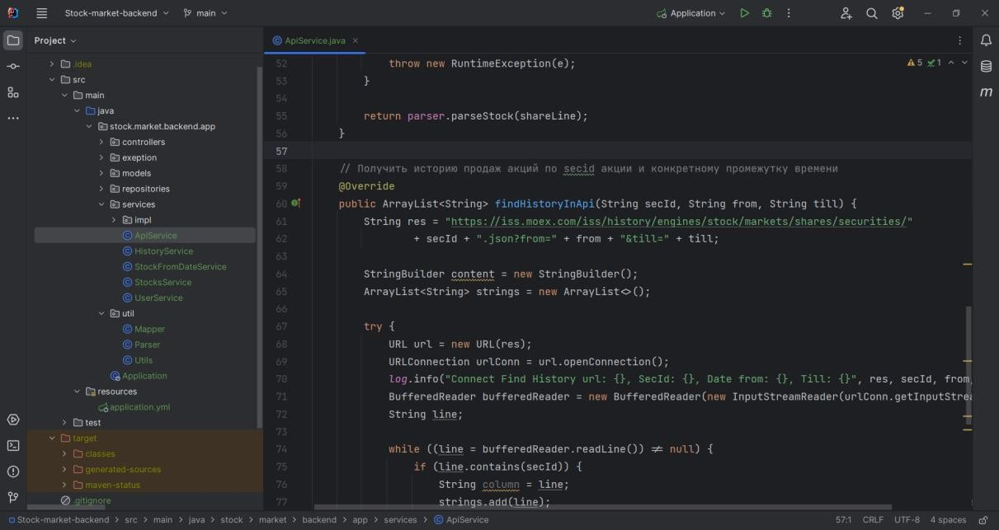 Stock-market-backend
main
Application
Project
ApiService.java
.idea
src
main
java
stock.market.backend.app
controllers
exeption
models
repositories
services
impl
ApiService
HistoryService
StockFromDateService
StocksService
UserService
util
Mapper
Parser
Utils
Application
resources
application.yml
test
target
classes
generated-sources
maven-status
.gitignore
5 1
52 throw new RuntimeException(e);
53 }
54
55 return parser.parseStock(shareLine);
56 }
57
58 // Получить историю продаж акций по secid акции и конкретному промежутку времени
59 @Override
60 public ArrayList<String> findHistoryInApi(String secId, String from, String till) {
61 String res = "https://iss.moex.com/iss/history/engines/stock/markets/shares/securities/"
62 + secId + ".json?from=" + from + "&till=" + till;
63
64 StringBuilder content = new StringBuilder();
65 ArrayList<String> strings = new ArrayList<>();
66
67 try {
68 URL url = new URL(res);
69 URLConnection urlConn = url.openConnection();
70 log.info("Connect Find History url: {}, SecId: {}, Date from: {}, Till: {}", res, secId, from,
71 BufferedReader bufferedReader = new BufferedReader(new InputStreamReader(urlConn.getInputStrea
72 String line;
73
74 while ((line = bufferedReader.readLine()) != null) {
75 if (line.contains(secId)) {
76 String column = line;
77 strings.add(line);
Stock-market-backend > src > main > java > stock > market > backend > app > services > ApiService
57:1 CRLF UTF-8 4 spaces